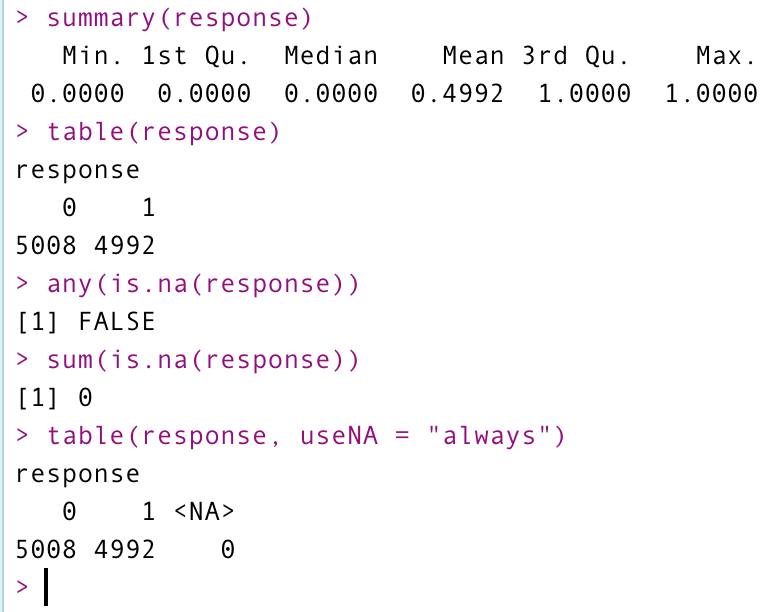 > summary(response)
   Min. 1st Qu.  Median    Mean 3rd Qu.    Max.
 0.0000  0.0000  0.0000  0.4992  1.0000  1.0000
> table(response)
response
   0    1
5008 4992
> any(is.na(response))
[1] FALSE
> sum(is.na(response))
[1] 0
> table(response, useNA = "always")
response
   0    1 <NA>
5008 4992    0
>